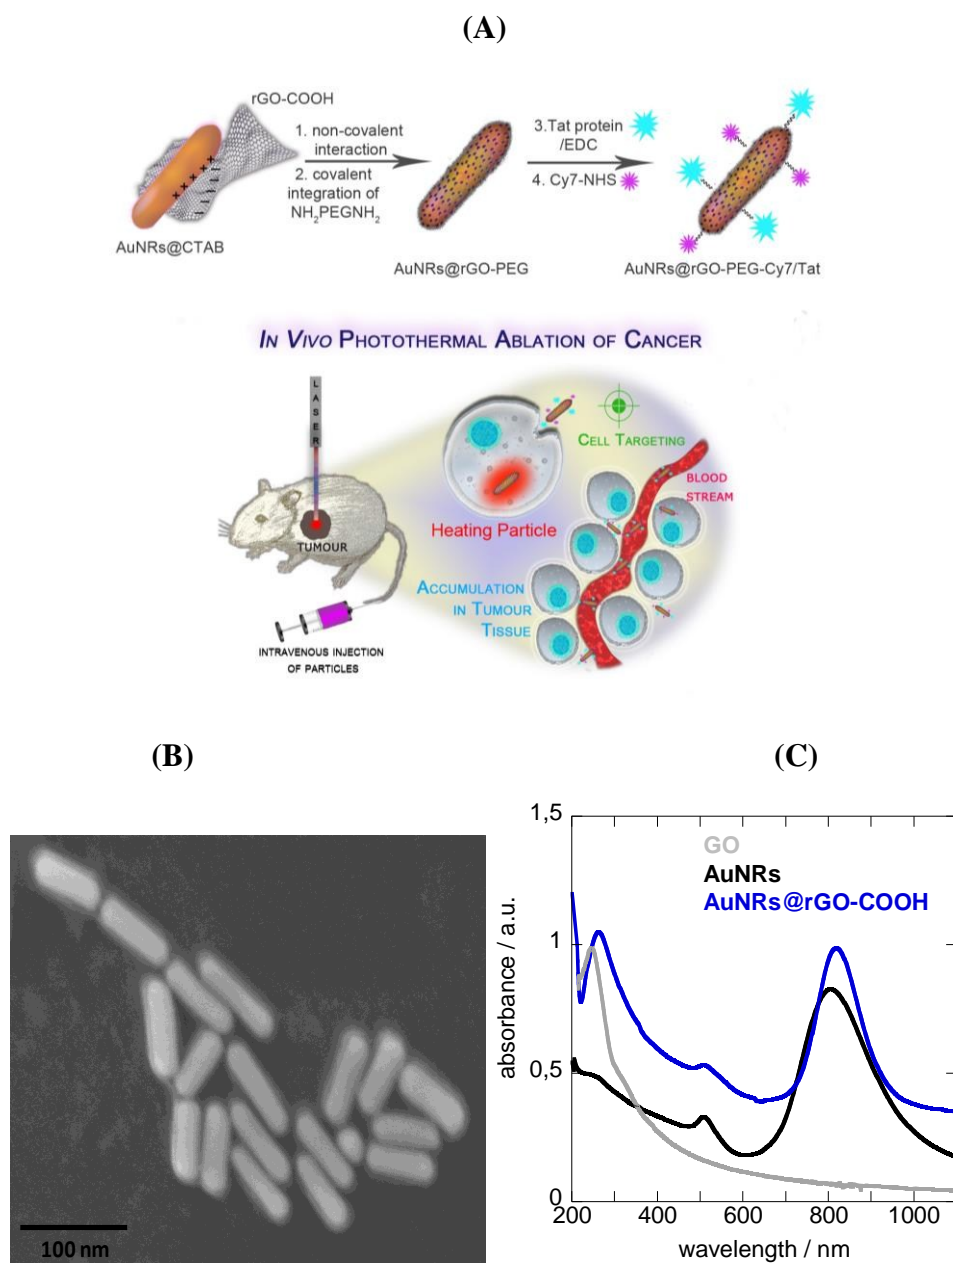 (A)
rGO-COOH
1. non-covalent
interaction
2. covalent
integration of
NH₂PEGNH₂
3.Tat protein
/EDC
4. Cy7-NHS
AuNRs@CTAB
AuNRs@rGO-PEG
AuNRs@rGO-PEG-Cy7/Tat
IN VIVO PHOTOTHERMAL ABLATION OF CANCER
LASER
TUMOUR
INTRAVENOUS INJECTION
OF PARTICLES
Heating Particle
CELL TARGETING
BLOOD
STREAM
ACCUMULATION
IN TUMOUR
TISSUE
(B)
100 nm
(C)
1,5
1
0,5
0
absorbance / a.u.
GO
AuNRs
AuNRs@rGO-COOH
200 400 600 800 1000
wavelength / nm